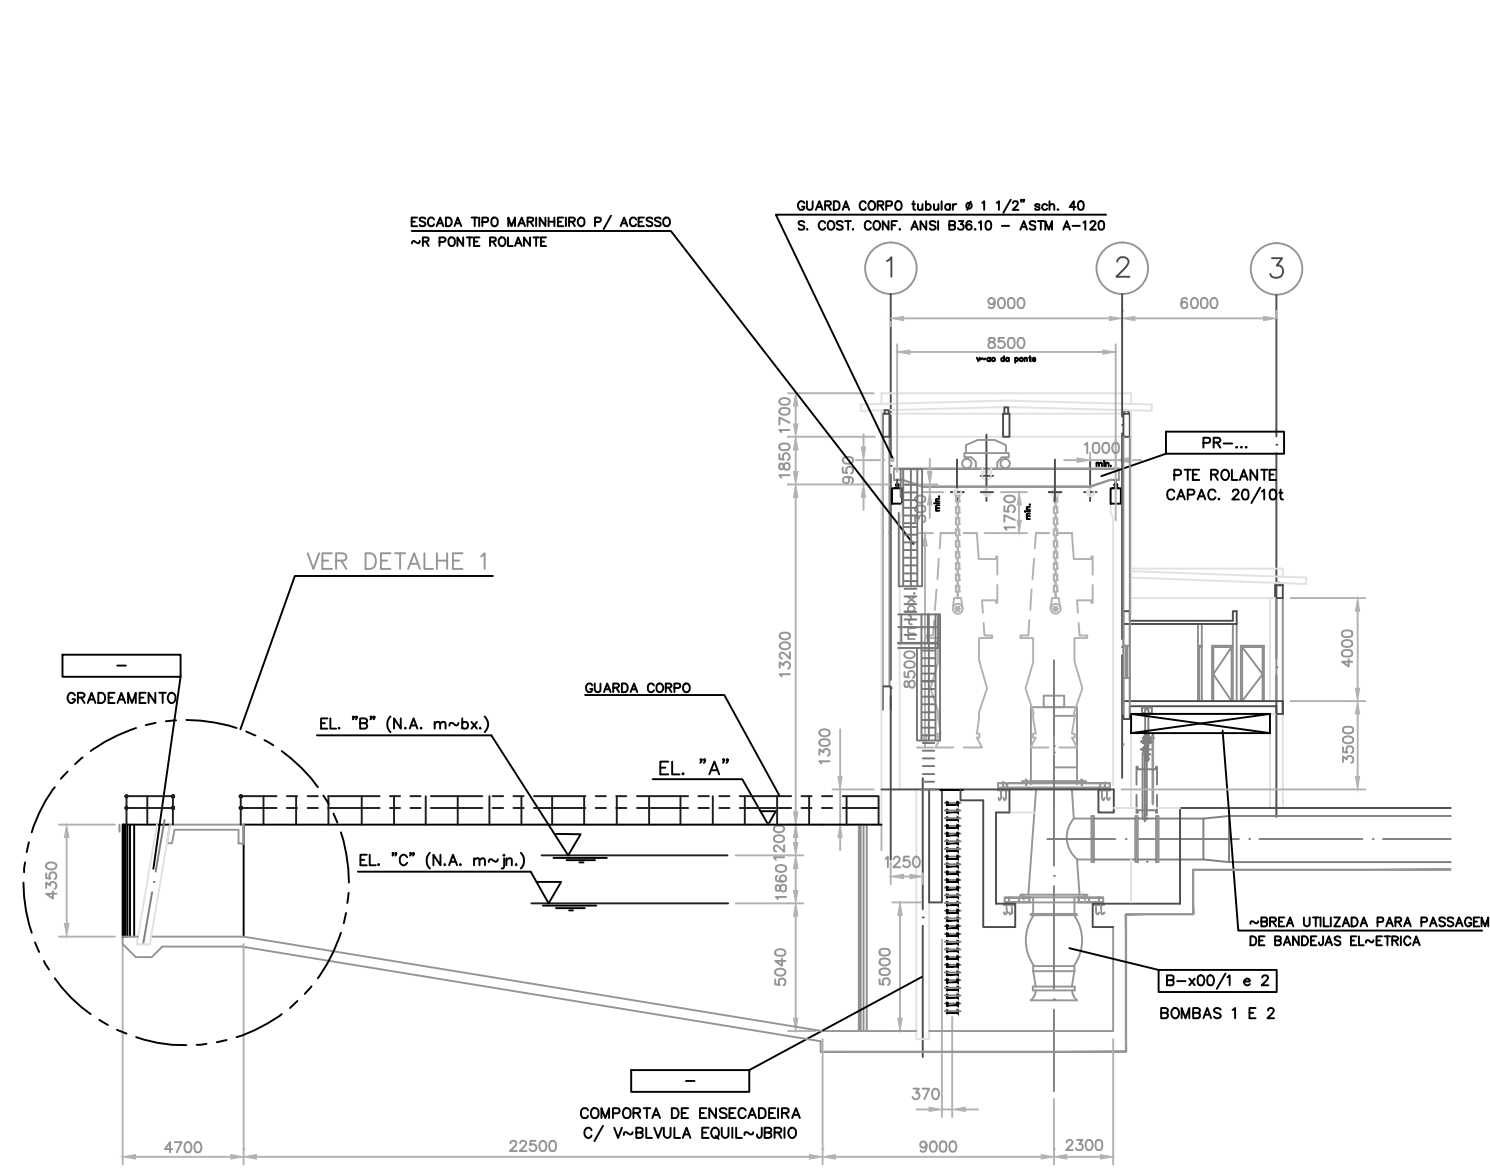 GUARDA CORPO tubular ø 1 1/2" sch. 40
S. COST. CONF. ANSI B36.10 - ASTM A-120
ESCADA TIPO MARINHEIRO P/ ACESSO
~R PONTE ROLANTE
1
2
3
9000
6000
8500
v~ao da ponte
1700
1850
950
1000
min.
PR-...
PTE ROLANTE
CAPAC. 20/10t
300
min.
1750
min.
VER DETALHE 1
13200
8500 m~bx.
4000
3500
-
GRADEAMENTO
GUARDA CORPO
EL. "B" (N.A. m~bx.)
EL. "A"
1300
EL. "C" (N.A. m~jn.)
1200
1860
1250
4350
5040
5000
~BREA UTILIZADA PARA PASSAGEM
DE BANDEJAS EL~ETRICA
B-x00/1 e 2
BOMBAS 1 E 2
-
COMPORTA DE ENSECADEIRA
C/ V~BLVULA EQUIL~JBRIO
370
4700
22500
9000
2300